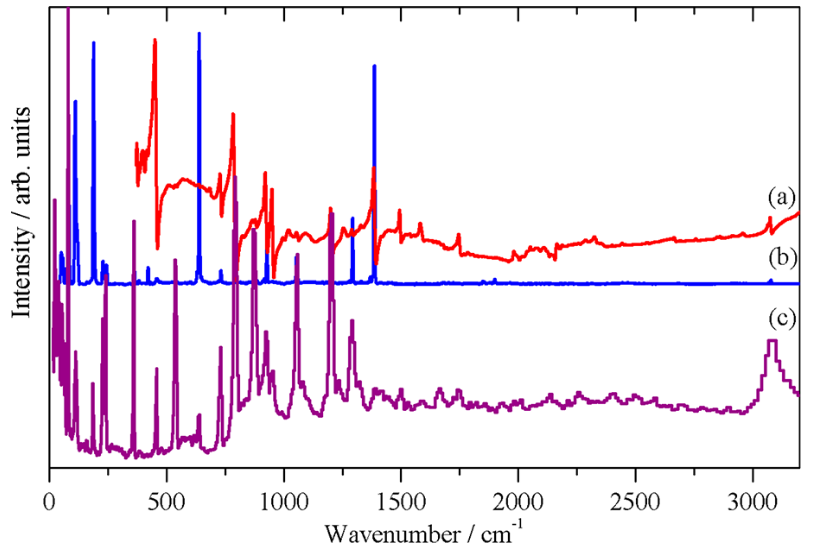 Intensity / arb. units
(a)
(b)
(c)
0 500 1000 1500 2000 2500 3000
Wavenumber / cm⁻¹